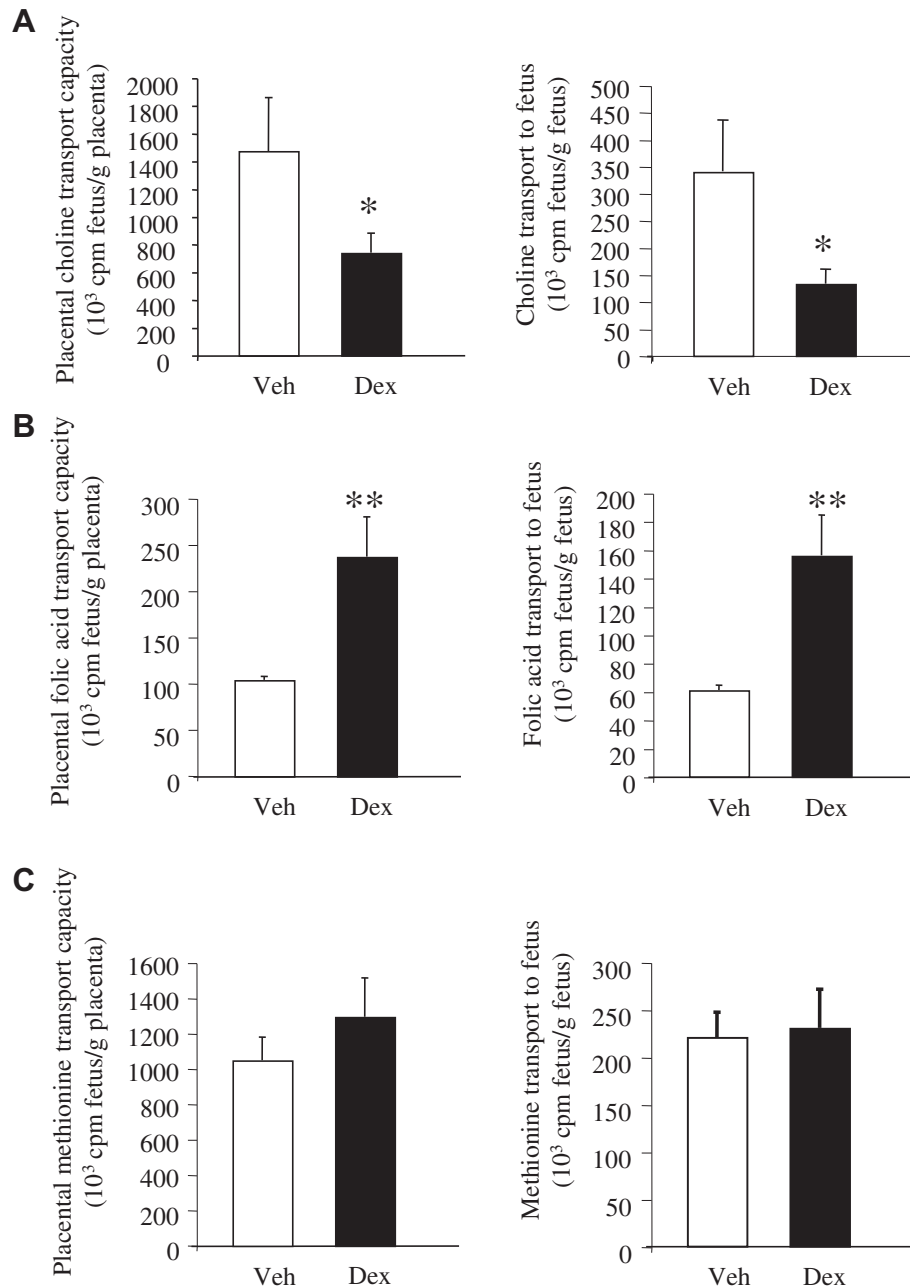 A
Placental choline transport capacity
(10³ cpm fetus/g placenta)
2000
1800
1600
1400
1200
1000
800
600
400
200
0
*
Veh Dex
Choline transport to fetus
(10³ cpm fetus/g fetus)
500
450
400
350
300
250
200
150
100
50
0
*
Veh Dex
B
Placental folic acid transport capacity
(10³ cpm fetus/g placenta)
300
250
200
150
100
50
0
**
Veh Dex
Folic acid transport to fetus
(10³ cpm fetus/g fetus)
200
180
160
140
120
100
80
60
40
20
0
**
Veh Dex
C
Placental methionine transport capacity
(10³ cpm fetus/g placenta)
1600
1400
1200
1000
800
600
400
200
0
Veh Dex
Methionine transport to fetus
(10³ cpm fetus/g fetus)
300
250
200
230
100
50
0
Veh Dex